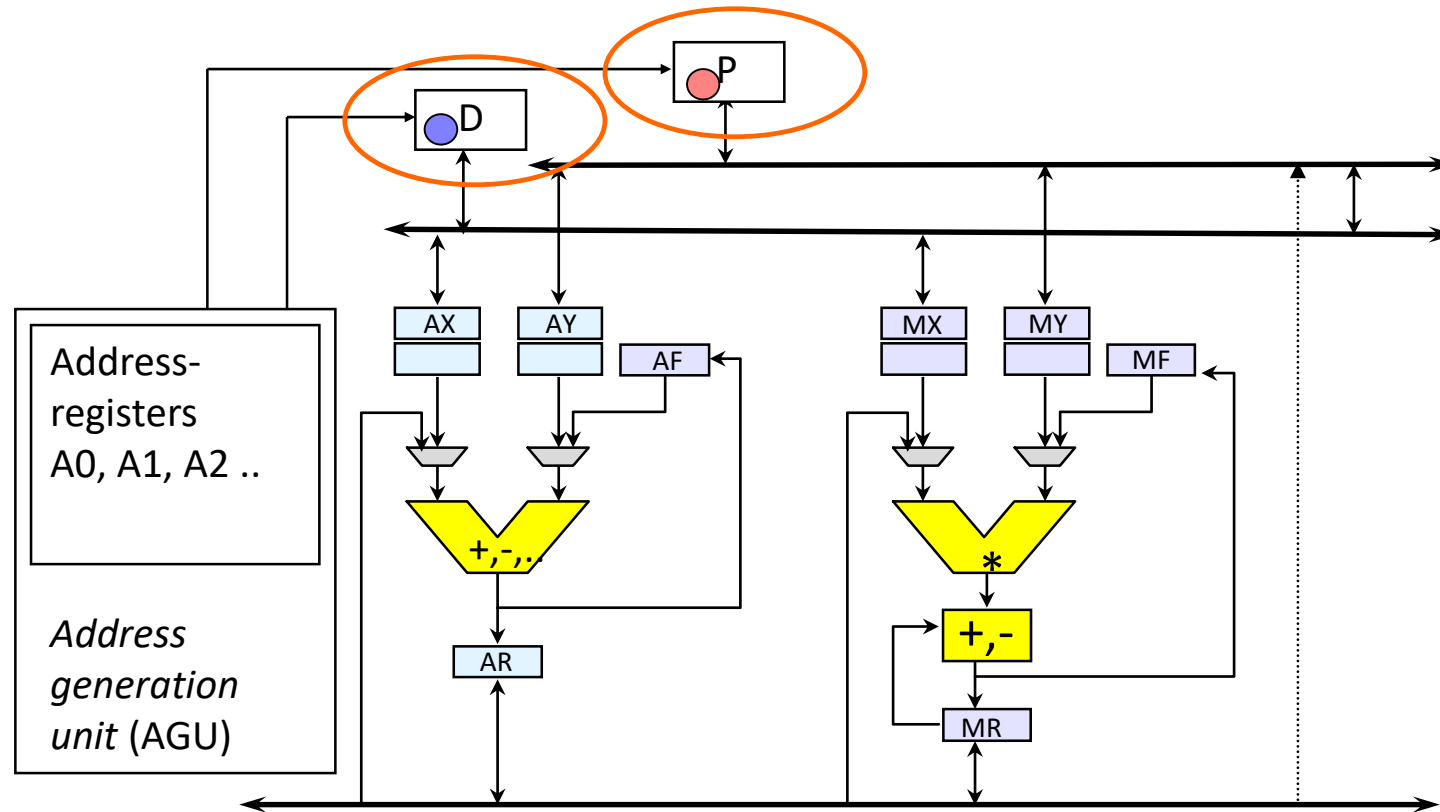 P
D
AX
AY
MX
MY
AF
MF
Address-
registers
A0, A1, A2 ..
+,-,..
*
Address
generation
unit (AGU)
+,-
AR
MR